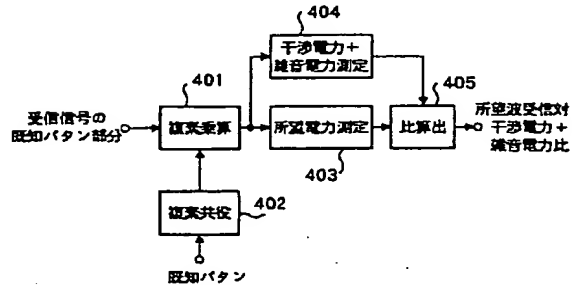 404
干渉電力＋
雑音電力測定
401
405
受信信号の
既知パタン部分
複素乗算
所望電力測定
比算出
所望波受信対
干渉電力＋
雑音電力比
403
複素共役
402
既知パタン